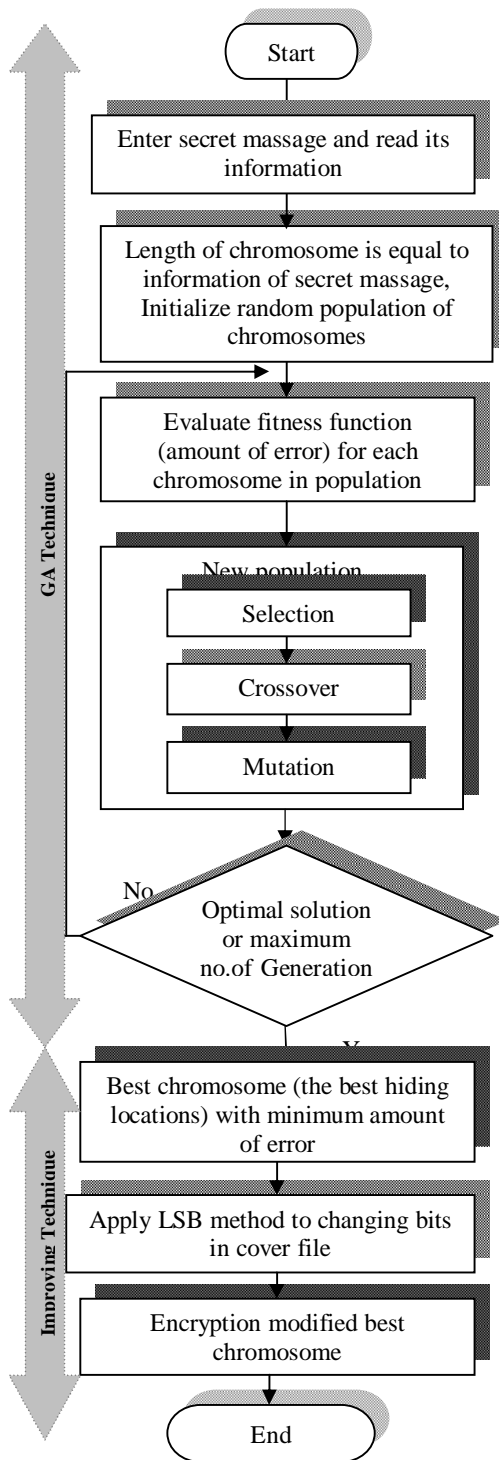 Start
Enter secret massage and read its
information
Length of chromosome is equal to
information of secret massage,
Initialize random population of
chromosomes
Evaluate fitness function
(amount of error) for each
chromosome in population
New population
Selection
Crossover
Mutation
No
Optimal solution
or maximum
no.of Generation
GA Technique
Best chromosome (the best hiding
locations) with minimum amount
of error
Apply LSB method to changing bits
in cover file
Encryption modified best
chromosome
Improving Technique
End